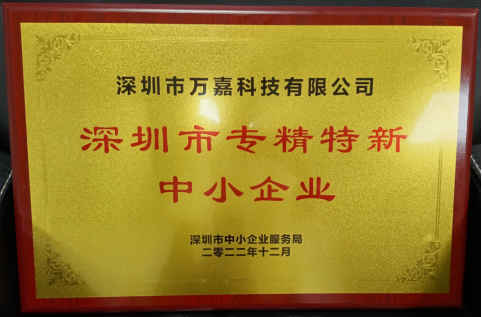 深圳市万嘉科技有限公司
深圳市专精特新
中小企业
深圳市中小企业服务局
二零二二年十二月